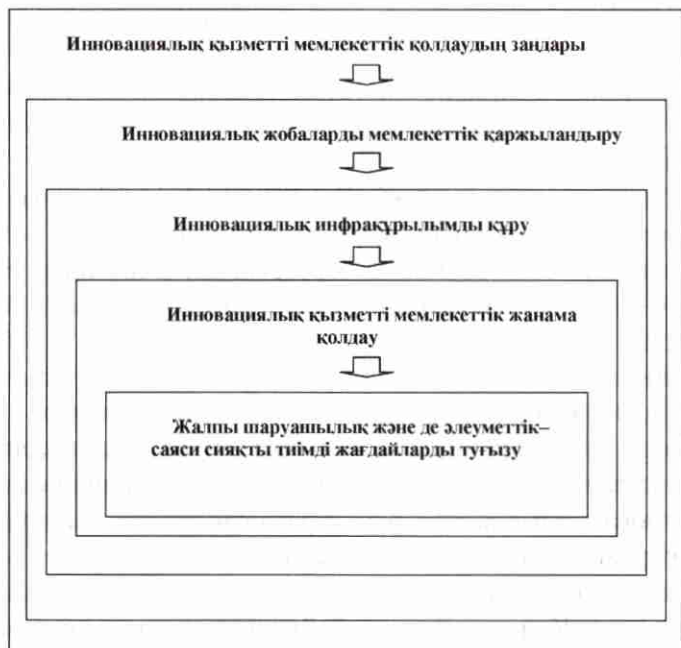 Инновациялық қызметті мемлекеттік қолдаудың заңдары
Инновациялық жобаларды мемлекеттік қаржыландыру
Инновациялық инфрақұрылымды құру
Инновациялық қызметті мемлекеттік жанама
қолдау
Жалпы шаруашылық және де әлеуметтік–
саяси сияқты тиімді жағдайларды туғызу